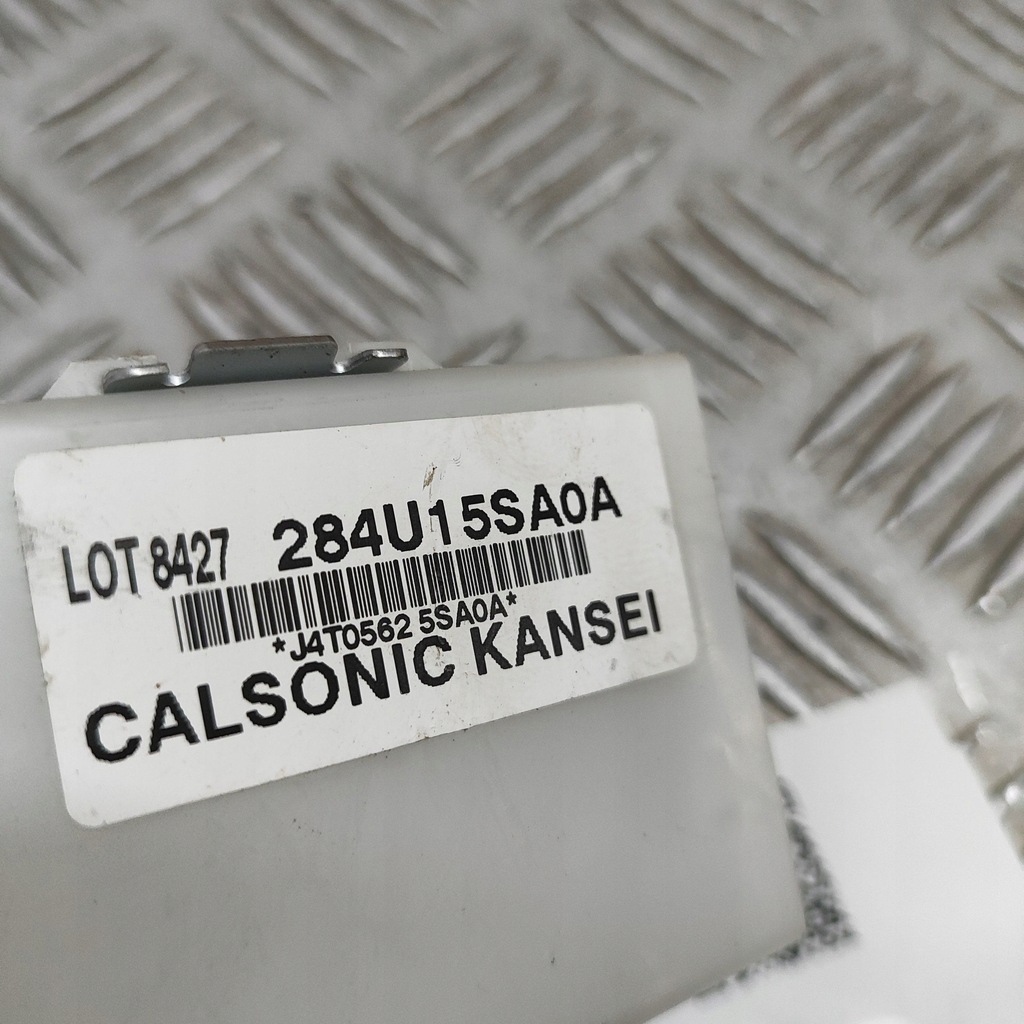 LOT 8427 284U15SA0A
*J4T0562 5SA0A*
CALSONIC KANSEI